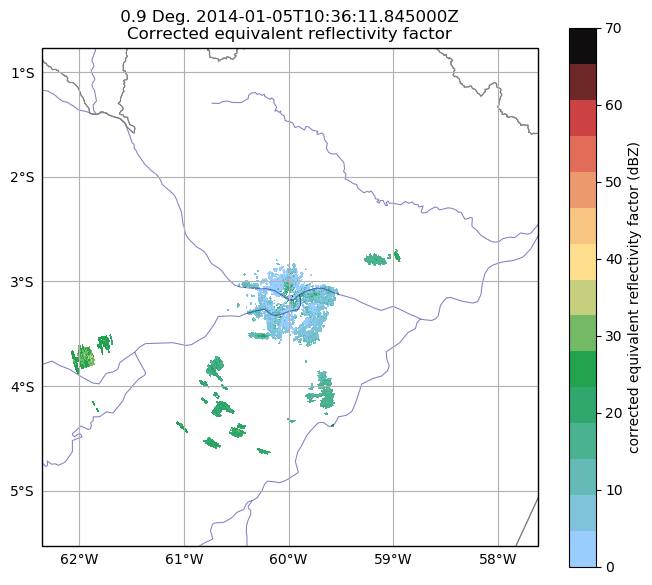 0.9 Deg. 2014-01-05T10:36:11.845000Z
Corrected equivalent reflectivity factor
1°S
2°S
3°S
4°S
5°S
62°W 61°W 60°W 59°W 58°W
70
60
50
40
30
20
10
0
corrected equivalent reflectivity factor (dBZ)